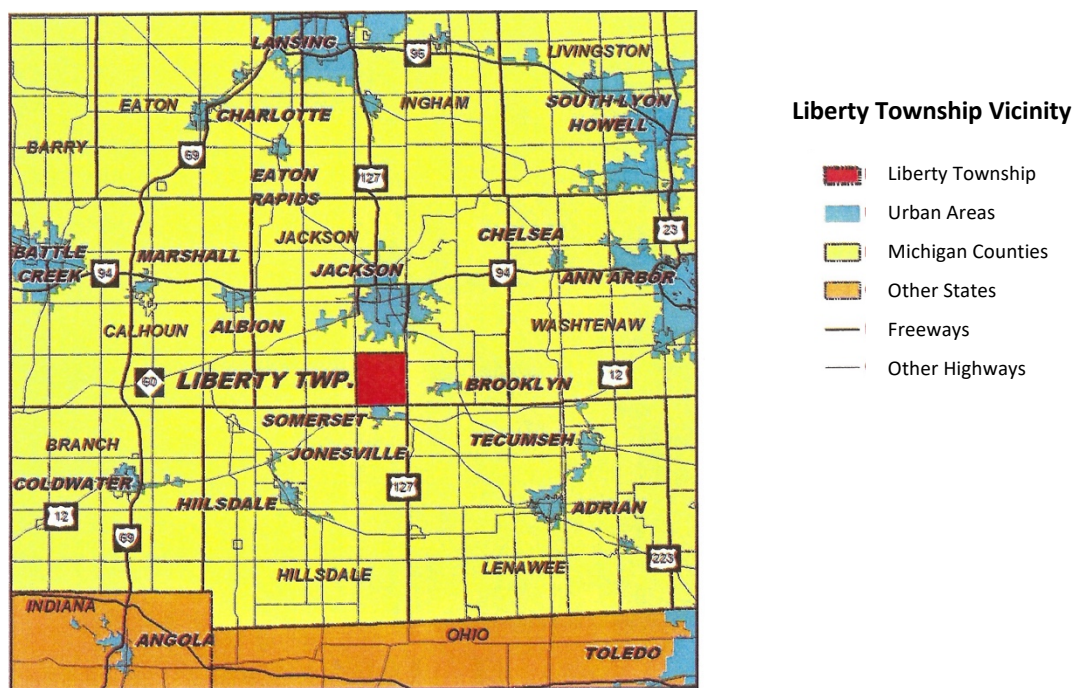 LANSING
96
LIVINGSTON
EATON
CHARLOTTE
INGHAM
SOUTH LYON
HOWELL
BARRY
69
EATON
RAPIDS
127
JACKSON
CHELSEA
23
BATTLE
CREEK
94
MARSHALL
JACKSON
94
ANN ARBOR
CALHOUN
ALBION
WASHTENAW
60
LIBERTY TWP.
BROOKLYN
12
SOMERSET
BRANCH
JONESVILLE
TECUMSEH
COLDWATER
127
HIILSDALE
ADRIAN
12
69
223
HILLSDALE
LENAWEE
INDIANA
ANGOLA
OHIO
TOLEDO
Liberty Township Vicinity
Liberty Township
Urban Areas
Michigan Counties
Other States
Freeways
Other Highways